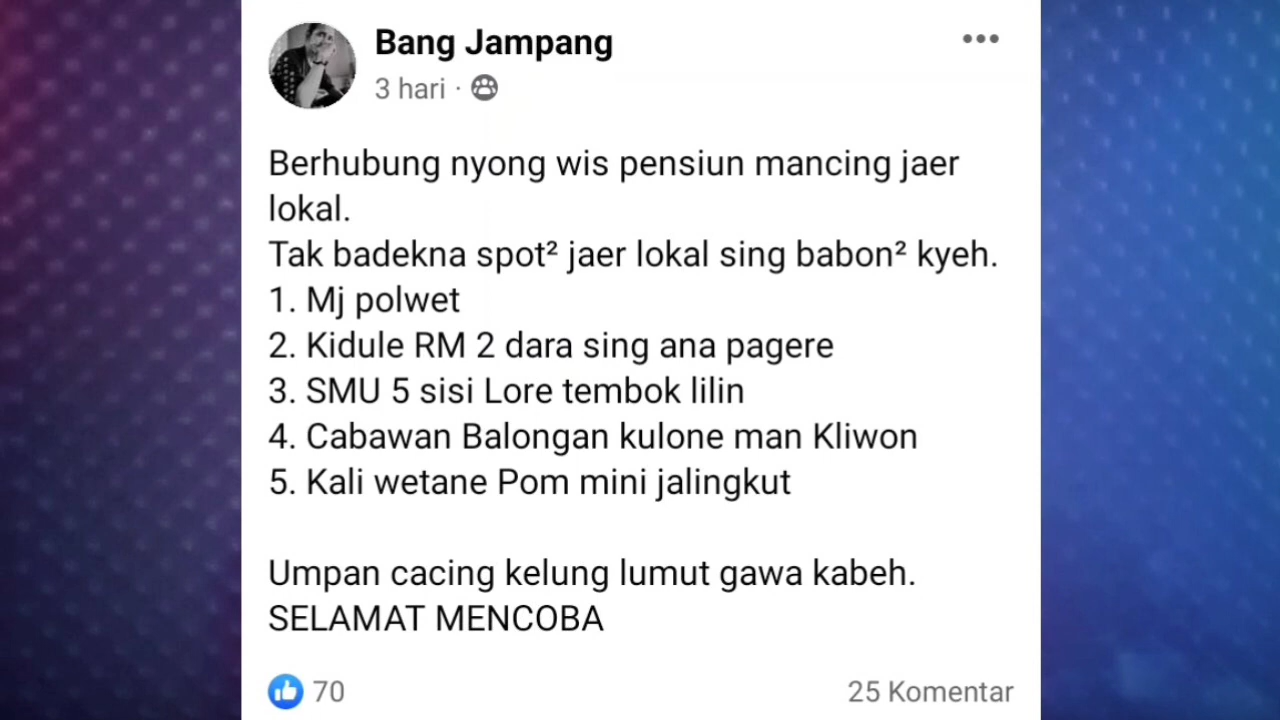 Bang Jampang
3 hari ·
Berhubung nyong wis pensiun mancing jaer
lokal.
Tak badekna spot² jaer lokal sing babon² kyeh.
1. Mj polwet
2. Kidule RM 2 dara sing ana pagere
3. SMU 5 sisi Lore tembok lilin
4. Cabawan Balongan kulone man Kliwon
5. Kali wetane Pom mini jalingkut
Umpan cacing kelung lumut gawa kabeh.
SELAMAT MENCOBA
70
25 Komentar